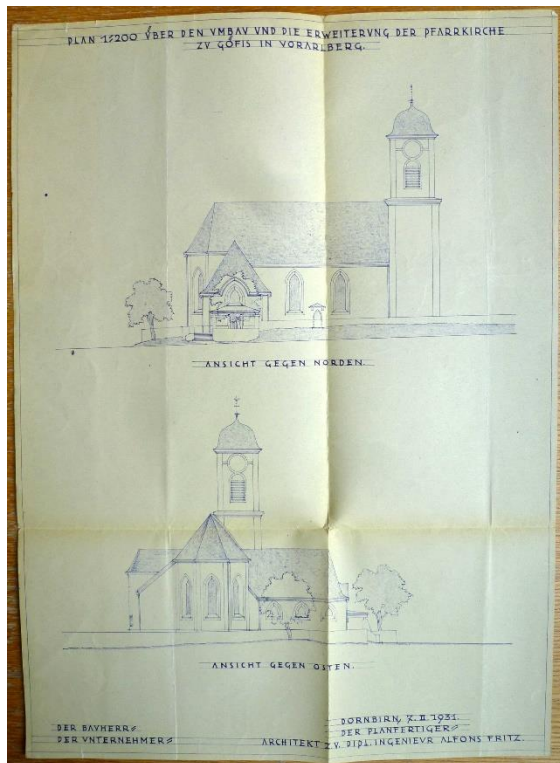 PLAN 1:200 ÜBER DEN VMBAV VND DIE ERWEITERVNG DER PFARRKIRCHE
ZV GÖFIS IN VORARLBERG.
ANSICHT GEGEN NORDEN.
ANSICHT GEGEN OSTEN.
DER BAVHERR:
DER VNTERNEHMER:
DORNBIRN, X. II. 1931.
DER PLANFERTIGER:
ARCHITEKT Z.V. DIPL. INGENIEVR ALFONS FRITZ.